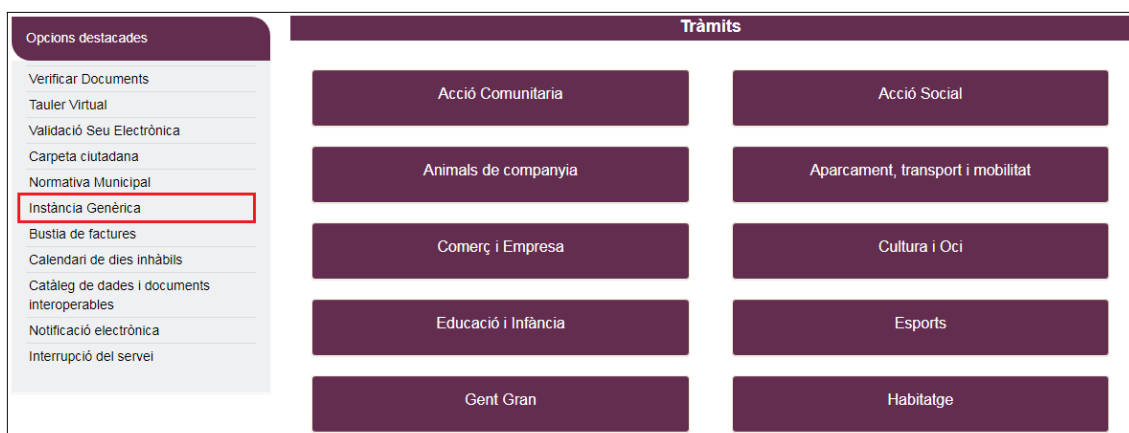 Opcions destacades
Verificar Documents
Tauler Virtual
Validació Seu Electrònica
Carpeta ciutadana
Normativa Municipal
Instància Genèrica
Bustia de factures
Calendari de dies inhàbils
Catàleg de dades i documents
interoperables
Notificació electrònica
Interrupció del servei
Tràmits
Acció Comunitaria
Acció Social
Animals de companyia
Aparcament, transport i mobilitat
Comerç i Empresa
Cultura i Oci
Educació i Infància
Esports
Gent Gran
Habitatge